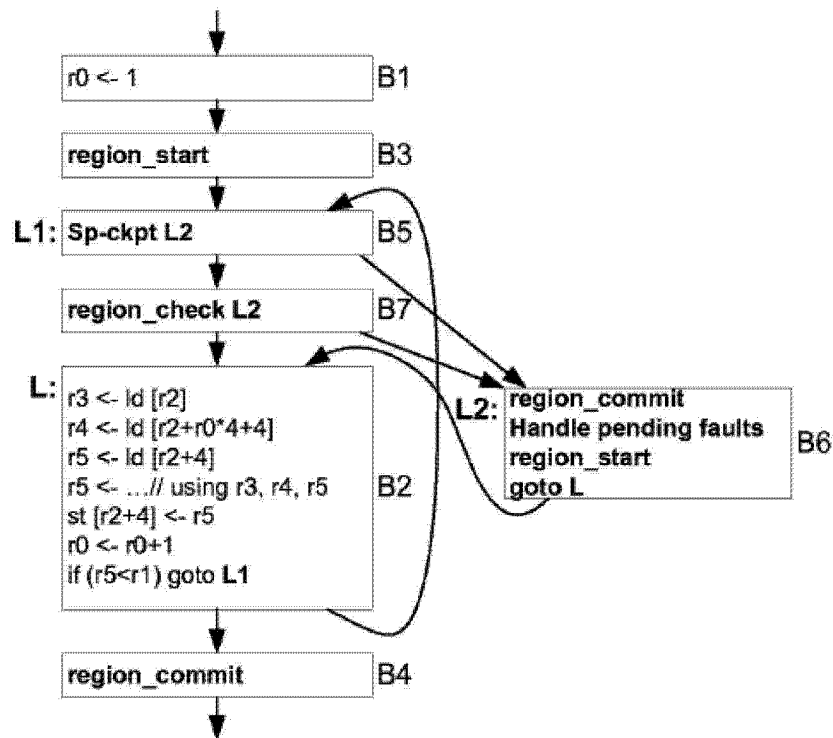 r0 <- 1
B1
region_start
B3
L1: Sp-ckpt L2
B5
region_check L2
B7
L:
r3 <- ld [r2]
r4 <- ld [r2+r0*4+4]
r5 <- ld [r2+4]
r5 <- ...// using r3, r4, r5
st [r2+4] <- r5
r0 <- r0+1
if (r5<r1) goto L1
B2
L2:
region_commit
Handle pending faults
region_start
goto L
B6
region_commit
B4